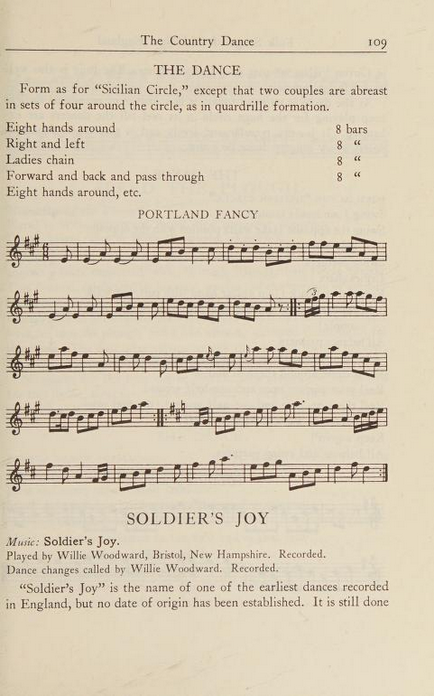 The Country Dance 109
THE DANCE
Form as for “Sicilian Circle,” except that two couples are abreast
in sets of four around the circle, as in quadrille formation.
Eight hands around 8 bars
Right and left 8 “
Ladies chain 8 “
Forward and back and pass through 8 “
Eight hands around, etc.
PORTLAND FANCY
SOLDIER’S JOY
Music: Soldier’s Joy.
Played by Willie Woodward, Bristol, New Hampshire. Recorded.
Dance changes called by Willie Woodward. Recorded.
“Soldier’s Joy” is the name of one of the earliest dances recorded
in England, but no date of origin has been established. It is still done